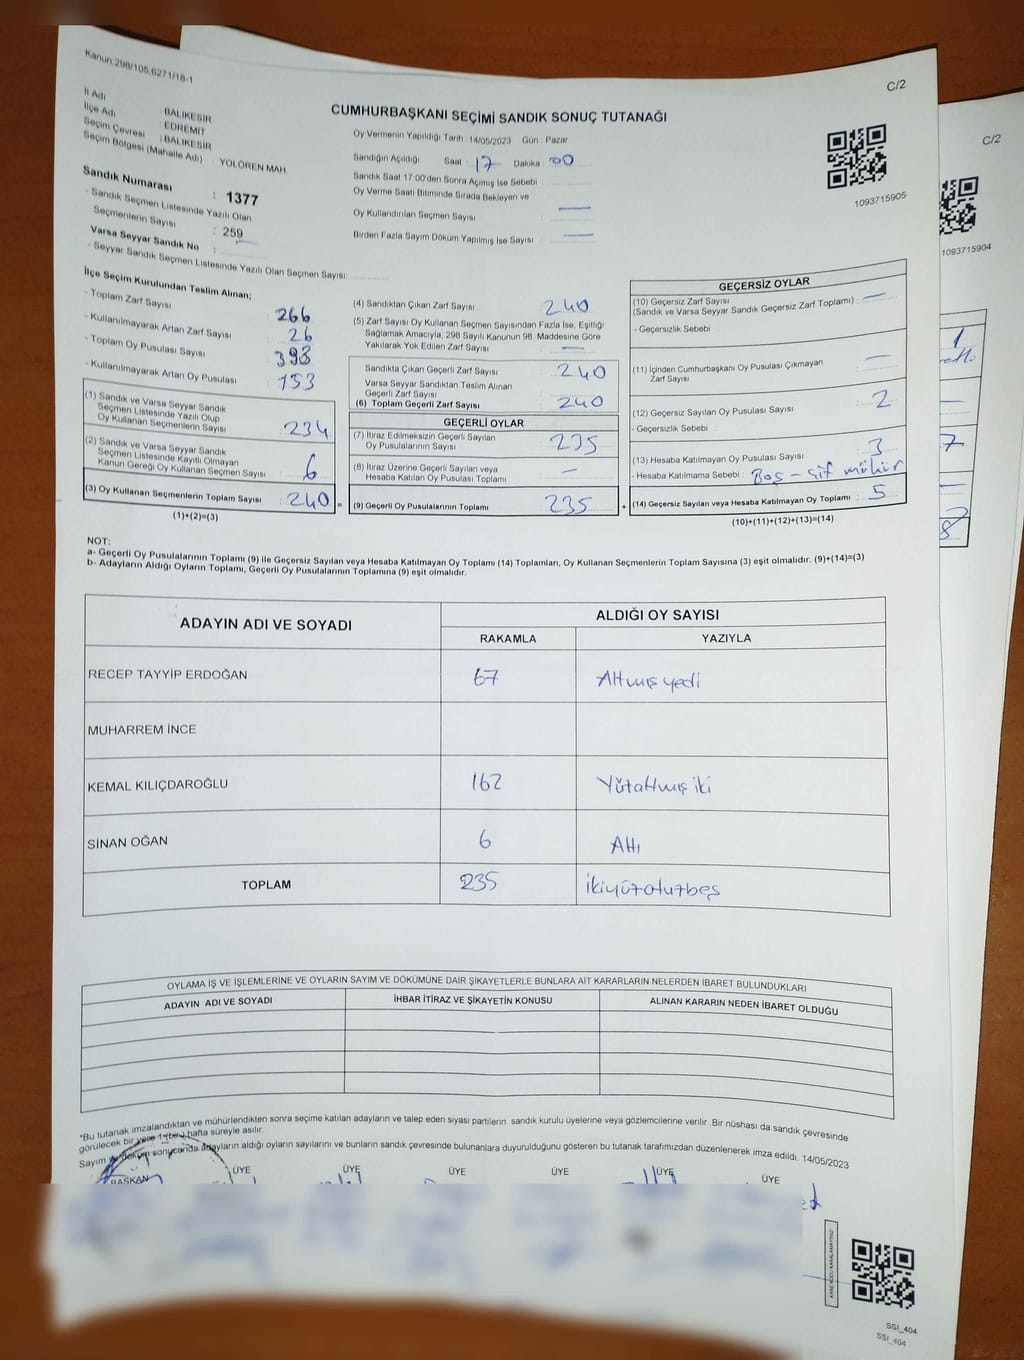 Kanun.298/105,6271/18-1
C/2
İl Adı : BALIKESİR
İlçe Adı : EDREMİT
Seçim Çevresi : BALIKESİR
Seçim Bölgesi (Mahalle Adı) : YOLÖREN MAH
Sandık Numarası : 1377
- Sandık Seçmen Listesinde Yazılı Olan
Seçmenlerin Sayısı : 259
Varsa Seyyar Sandık No :
- Seyyar Sandık Seçmen Listesinde Yazılı Olan Seçmen Sayısı:
CUMHURBAŞKANI SEÇİMİ SANDIK SONUÇ TUTANAĞI
Oy Vermenin Yapıldığı Tarih 14/05/2023 Gün : Pazar
Sandığın Açıldığı Saat : 17 Dakika : 00
Sandık Saat 17:00'den Sonra Açımış İse Sebebi :
Oy Verme Saati Bitiminde Sırada Bekleyen ve
Oy Kullandırılan Seçmen Sayısı : —
Birden Fazla Sayım Döküm Yapılmış İse Sayısı : —
1093715905
C/2
1093715904
İlçe Seçim Kurulundan Teslim Alınan;
- Toplam Zarf Sayısı : 266
- Kullanılmayarak Artan Zarf Sayısı : 26
- Toplam Oy Pusulası Sayısı : 393
- Kullanılmayarak Artan Oy Pusulası : 153
(1) Sandık ve Varsa Seyyar Sandık
Seçmen Listesinde Yazılı Olup
Oy Kullanan Seçmenlerin Sayısı : 234
(2) Sandık ve Varsa Seyyar Sandık
Seçmen Listesinde Kayıtlı Olmayan
Kanun Gereği Oy Kullanan Seçmen Sayısı : 6
(3) Oy Kullanan Seçmenlerin Toplam Sayısı : 240 =
(1)+(2)=(3)
(4) Sandıktan Çıkan Zarf Sayısı : 240
(5) Zarf Sayısı Oy Kullanan Seçmen Sayısından Fazla İse, Eşitliği
Sağlamak Amacıyla, 298 Sayılı Kanunun 98. Maddesine Göre
Yakılarak Yok Edilen Zarf Sayısı : —
Sandıkta Çıkan Geçerli Zarf Sayısı : 240
Varsa Seyyar Sandıktan Teslim Alınan
Geçerli Zarf Sayısı :
(6) Toplam Geçerli Zarf Sayısı : 240
GEÇERLİ OYLAR
(7) İtiraz Edilmeksizin Geçerli Sayılan
Oy Pusulalarının Sayısı : 235
(8) İtiraz Üzerine Geçerli Sayılan veya
Hesaba Katılan Oy Pusulası Toplamı : —
(9) Geçerli Oy Pusulalarının Toplamı : 235 +
GEÇERSİZ OYLAR
(10) Geçersiz Zarf Sayısı
(Sandık ve Varsa Seyyar Sandık Geçersiz Zarf Toplamı) : —
- Geçersizlik Sebebi :
(11) İçinden Cumhurbaşkanı Oy Pusulası Çıkmayan
Zarf Sayısı : —
(12) Geçersiz Sayılan Oy Pusulası Sayısı : 2
- Geçersizlik Sebebi :
(13) Hesaba Katılmayan Oy Pusulası Sayısı : 3
- Hesaba Katılmama Sebebi : Boş - çift mühür
(14) Geçersiz Sayılan veya Hesaba Katılmayan Oy Toplamı : 5
(10)+(11)+(12)+(13)=(14)
NOT:
a- Geçerli Oy Pusulalarının Toplamı (9) ile Geçersiz Sayılan veya Hesaba Katılmayan Oy Toplamı (14) Toplamları, Oy Kullanan Seçmenlerin Toplam Sayısına (3) eşit olmalıdır. (9)+(14)=(3)
b- Adayların Aldığı Oyların Toplamı, Geçerli Oy Pusulalarının Toplamına (9) eşit olmalıdır.
ADAYIN ADI VE SOYADI
ALDIĞI OY SAYISI
RAKAMLA YAZIYLA
RECEP TAYYİP ERDOĞAN 67 Altmış yedi
MUHARREM İNCE
KEMAL KILIÇDAROĞLU 162 Yüzaltmış iki
SİNAN OĞAN 6 Altı
TOPLAM 235 ikiyüzotuzbeş
OYLAMA İŞ VE İŞLEMLERİNE VE OYLARIN SAYIM VE DÖKÜMÜNE DAİR ŞİKAYETLERLE BUNLARA AİT KARARLARIN NELERDEN İBARET BULUNDUKLARI
ADAYIN ADI VE SOYADI İHBAR İTİRAZ VE ŞİKAYETİN KONUSU ALINAN KARARIN NEDEN İBARET OLDUĞU
*Bu tutanak imzalandıktan ve mühürlendikten sonra seçime katılan adayların ve talep eden siyasi partilerin sandık kurulu üyelerine veya gözlemcilerine verilir. Bir nüshası da sandık çevresinde
görülecek bir yere 1 (bir) hafta süreyle asılır.
Sayım ve döküm sonucunda adayların aldığı oyların sayılarını ve bunların sandık çevresinde bulunanlara duyurulduğunu gösteren bu tutanak tarafımızdan düzenlenerek imza edildi. 14/05/2023
BAŞKAN ÜYE ÜYE ÜYE ÜYE ÜYE ÜYE
KARE KODU KARALAMAYINIZ!
SSI_404
SSI_404